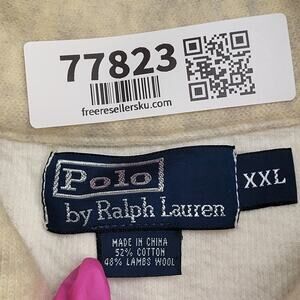 77823
freeresellersku.com
Polo
by Ralph Lauren
XXL
MADE IN CHINA
52% COTTON
48% LAMBS WOOL